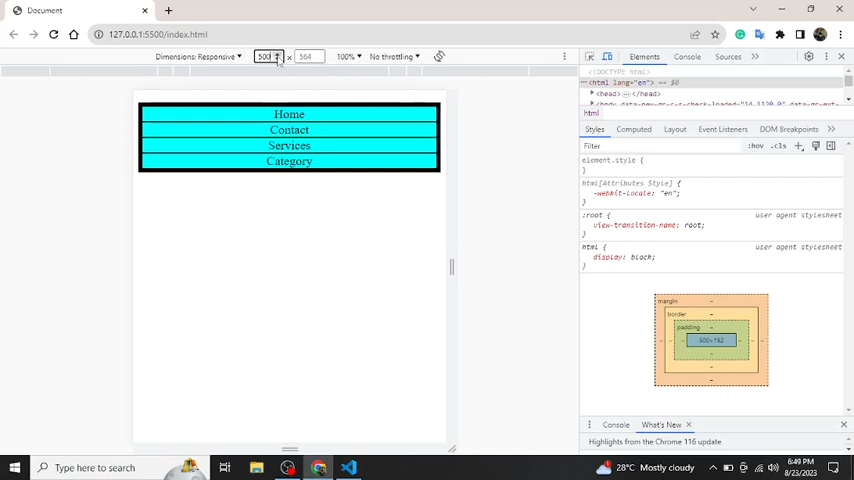 Document
127.0.0.1:5500/index.html
Dimensions: Responsive 500 × 564 100% No throttling
Elements Console Sources
<!DOCTYPE html>
<html lang="en"> == $0
<head> </head>
html
Styles Computed Layout Event Listeners DOM Breakpoints
Filter :hov .cls
element.style {
}
html[Attributes Style] {
-webkit-locale: "en";
}
:root { user agent stylesheet
view-transition-name: root;
}
html { user agent stylesheet
display: block;
}
margin
border
padding
500×152
Home
Contact
Services
Category
Console What's New
Highlights from the Chrome 116 update
Type here to search
28°C Mostly cloudy
6:49 PM
8/23/2023